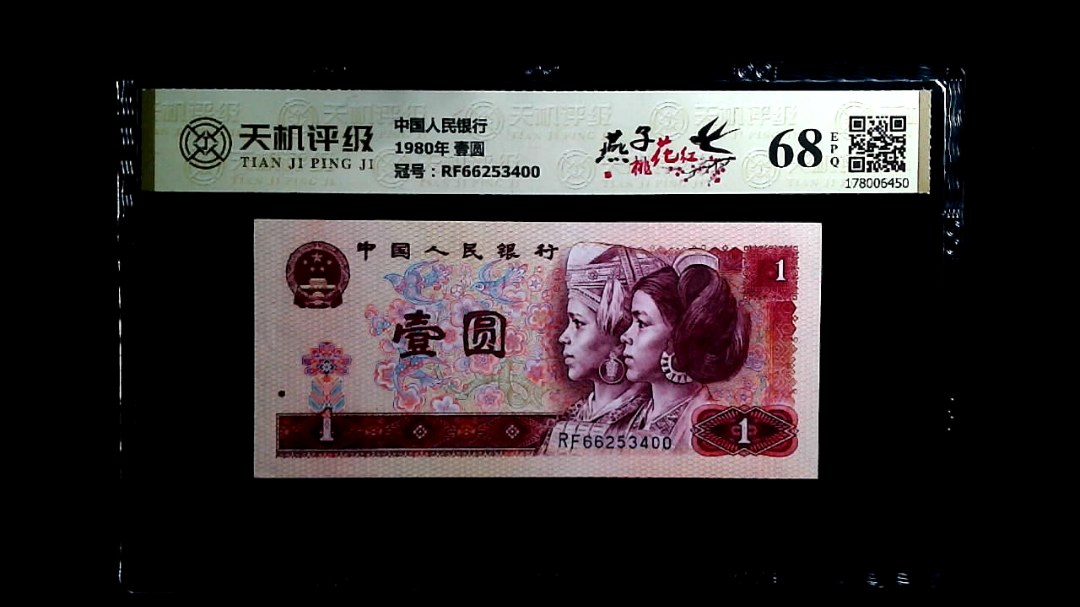 天机评级
TIAN JI PING JI
中国人民银行
1980年 壹圆
冠号：RF66253400
燕子
桃花红
68
EPQ
178006450
中国人民银行
1
壹圆
1
RF66253400
1